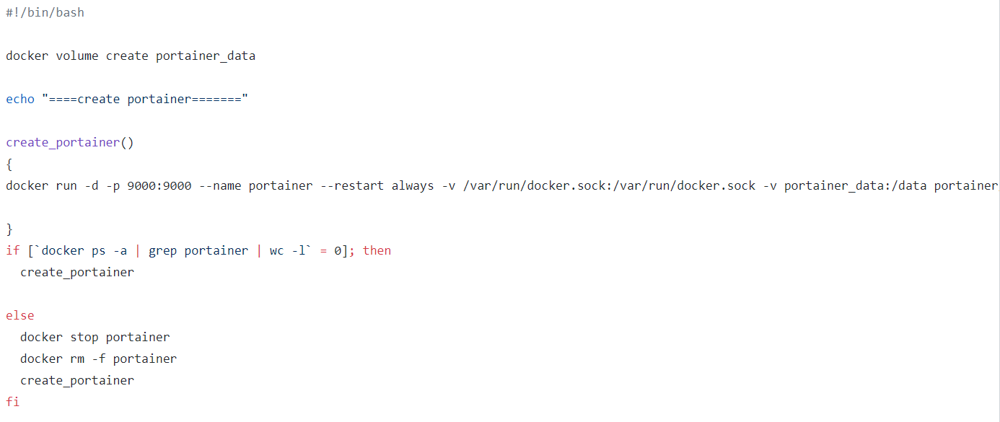 #!/bin/bash
docker volume create portainer_data
echo "====create portainer======="
create_portainer()
{
docker run -d -p 9000:9000 --name portainer --restart always -v /var/run/docker.sock:/var/run/docker.sock -v portainer_data:/data portainer
}
if [`docker ps -a | grep portainer | wc -l` = 0]; then
  create_portainer
else
  docker stop portainer
  docker rm -f portainer
  create_portainer
fi